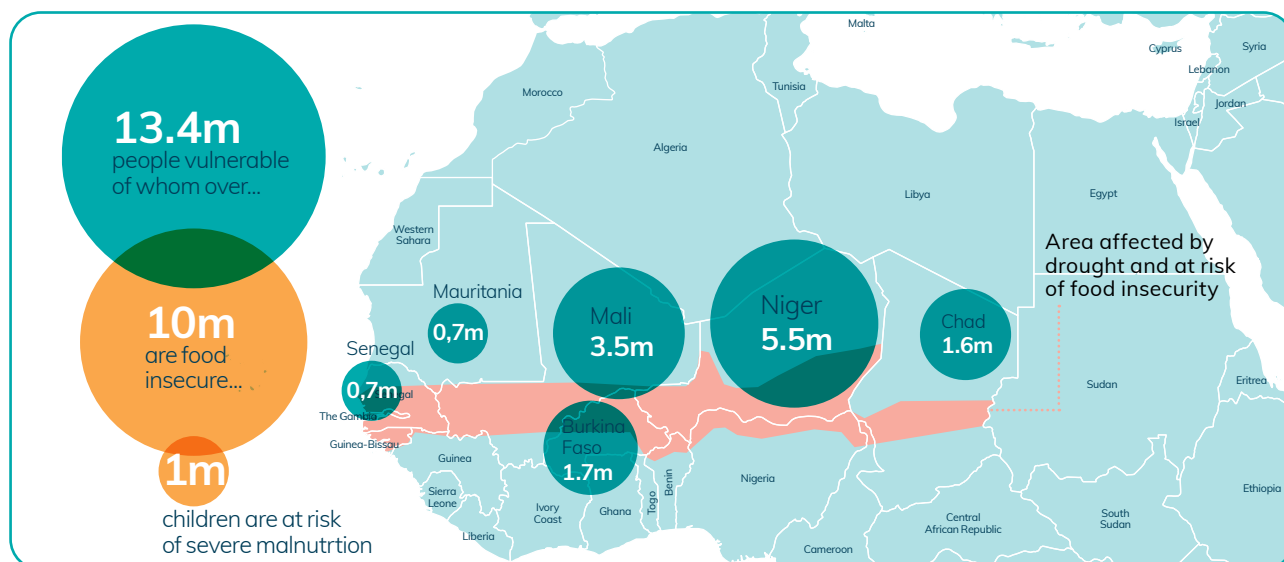 13.4m
people vulnerable
of whom over...
10m
are food
insecure...
1m
children are at risk
of severe malnutrtion
Malta
Cyprus
Syria
Lebanon
Jordan
Israel
Morocco
Tunisia
Algeria
Libya
Egypt
Western
Sahara
Area affected by
drought and at risk
of food insecurity
Mauritania
0,7m
Mali
3.5m
Niger
5.5m
Chad
1.6m
Senegal
0,7m
The Gambia
Guinea-Bissau
Guinea
Sierra
Leone
Liberia
Ivory
Coast
Burkina
Faso
1.7m
Ghana
Togo
Benin
Nigeria
Cameroon
Central
African Republic
South
Sudan
Sudan
Eritrea
Ethiopia